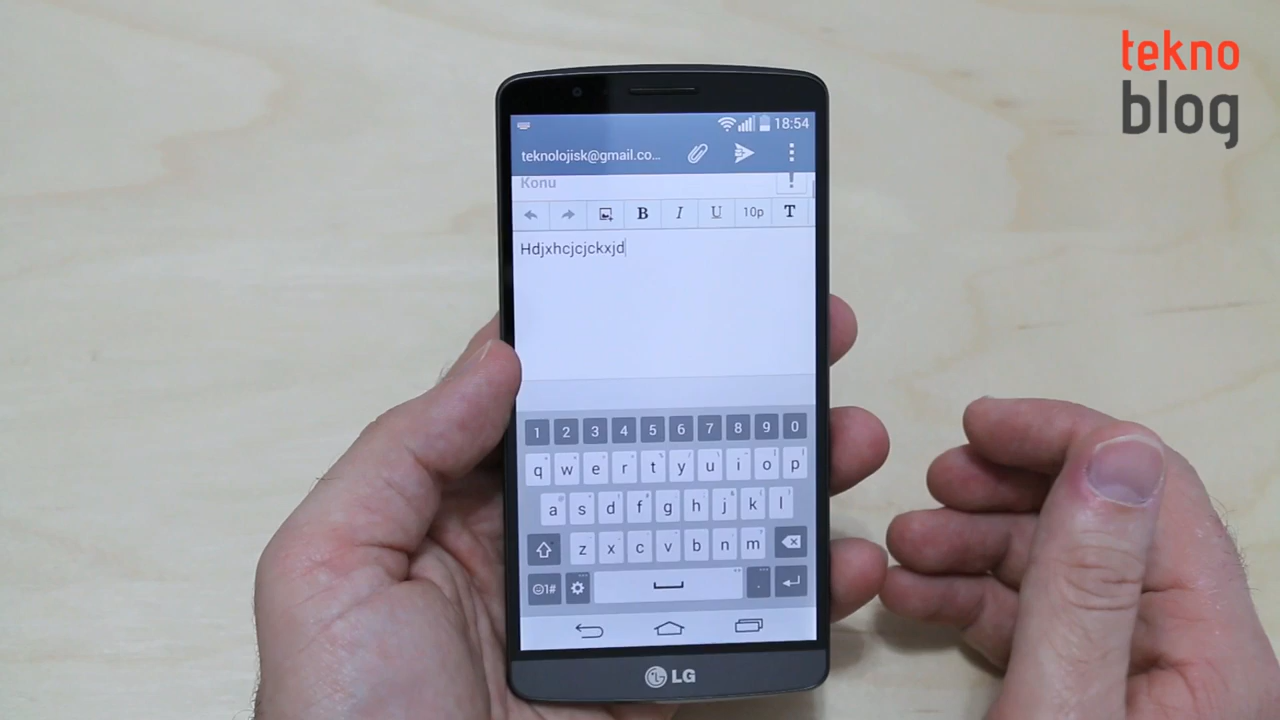 tekno
blog
18:54
teknolojisk@gmail.co...
Konu
!
B I U 10p T
Hdjxhcjcjckxjd
1 2 3 4 5 6 7 8 9 0
q w e r t y u i o p
a s d f g h j k l
z x c v b n m
☺1# .
LG